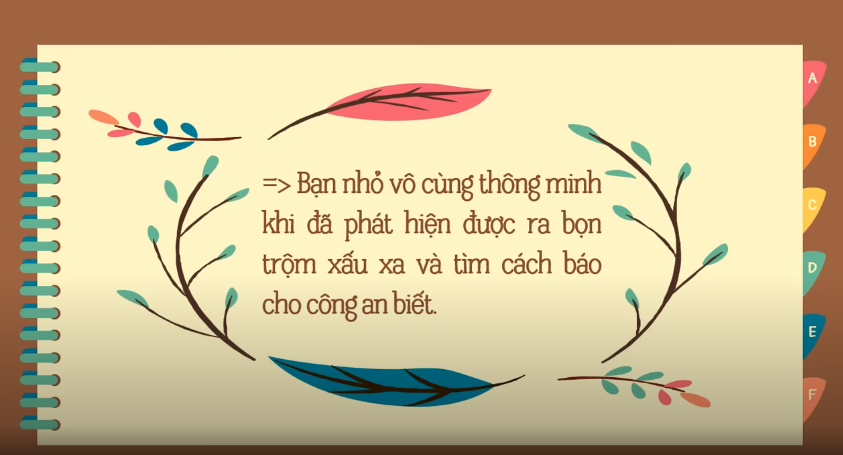 => Bạn nhỏ vô cùng thông minh
khi đã phát hiện được ra bọn
trộm xấu xa và tìm cách báo
cho công an biết.
A
B
C
D
E
F